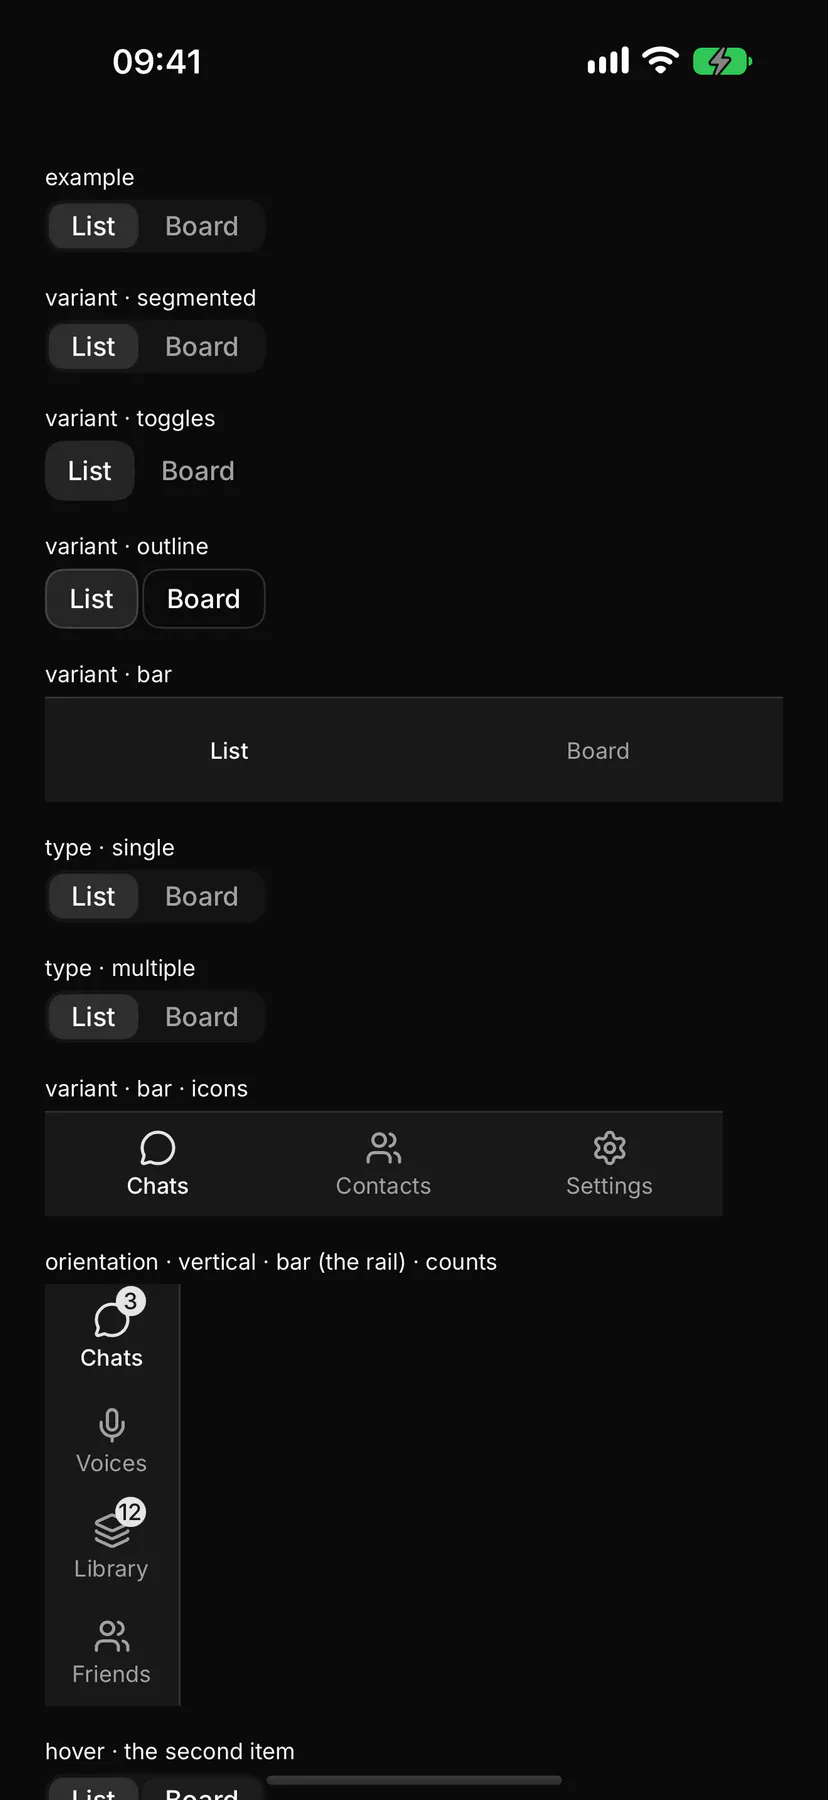 09:41
example
List Board
variant · segmented
List Board
variant · toggles
List Board
variant · outline
List Board
variant · bar
List Board
type · single
List Board
type · multiple
List Board
variant · bar · icons
Chats Contacts Settings
orientation · vertical · bar (the rail) · counts
3
Chats
Voices
12
Library
Friends
hover · the second item
List Board